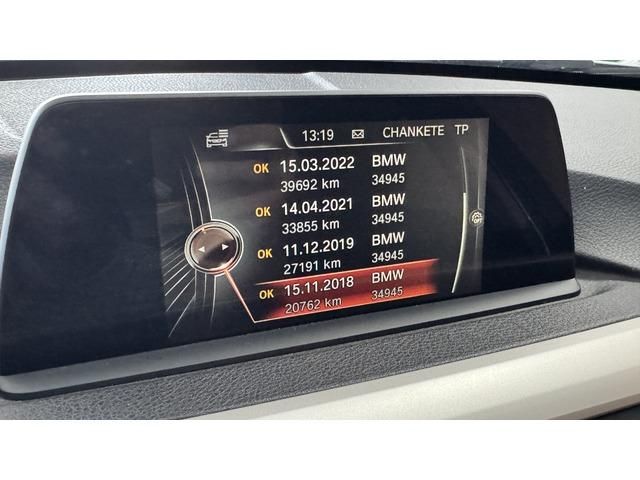 13:19 CHANKETE TP
OK 15.03.2022 BMW
39692 km 34945
OK 14.04.2021 BMW
33855 km 34945
OK 11.12.2019 BMW
27191 km 34945
OK 15.11.2018 BMW
20762 km 34945